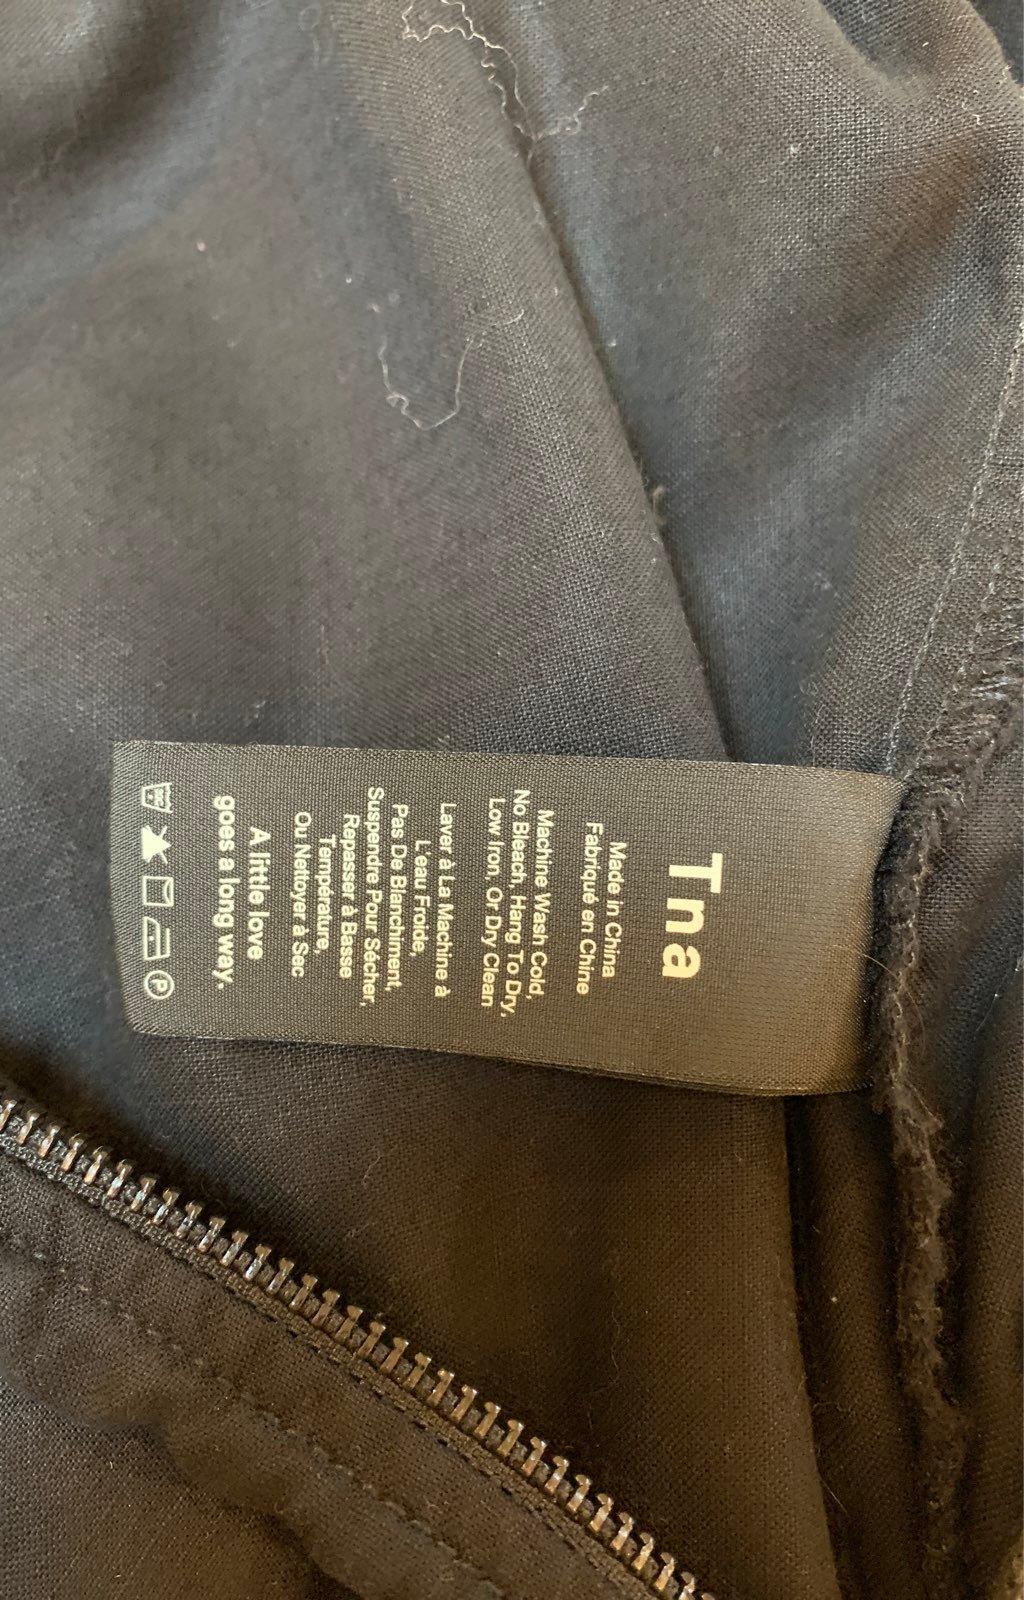 Tna
Made in China
Fabriqué en Chine
Machine Wash Cold,
No Bleach, Hang To Dry,
Low Iron, Or Dry Clean
Laver à La Machine à
L'eau Froide,
Pas De Blanchiment,
Suspendre Pour Sécher,
Repasser à Basse
Température,
Ou Nettoyer à Sec
A little love
goes a long way.
P